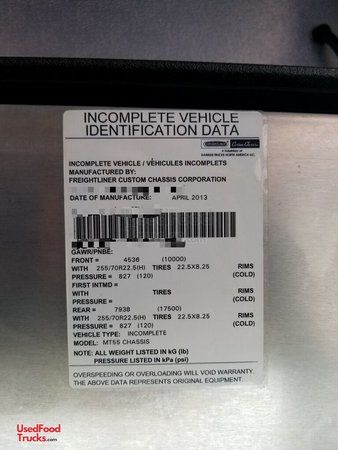 INCOMPLETE VEHICLE
IDENTIFICATION DATA
INCOMPLETE VEHICLE / VÉHICULES INCOMPLETS
MANUFACTURED BY:
FREIGHTLINER CUSTOM CHASSIS CORPORATION
DATE OF MANUFACTURE: APRIL 2013
GAWR/PNBE:
FRONT = 4536 (10000)
WITH 255/70R22.5(H) TIRES 22.5X8.25 RIMS
PRESSURE = 827 (120) (COLD)
FIRST INTMD =
WITH TIRES RIMS
PRESSURE = (COLD)
REAR = 7938 (17500)
WITH 255/70R22.5(H) TIRES 22.5X8.25 RIMS
PRESSURE = 827 (120) (COLD)
VEHICLE TYPE: INCOMPLETE
MODEL: MT55 CHASSIS
NOTE: ALL WEIGHT LISTED IN kG (lb)
PRESSURE LISTED IN kPa (psi)
OVERSPEEDING OR OVERLOADING WILL VOID WARRANTY.
THE ABOVE DATA REPRESENTS ORIGINAL EQUIPMENT.
UsedFood
Trucks.com